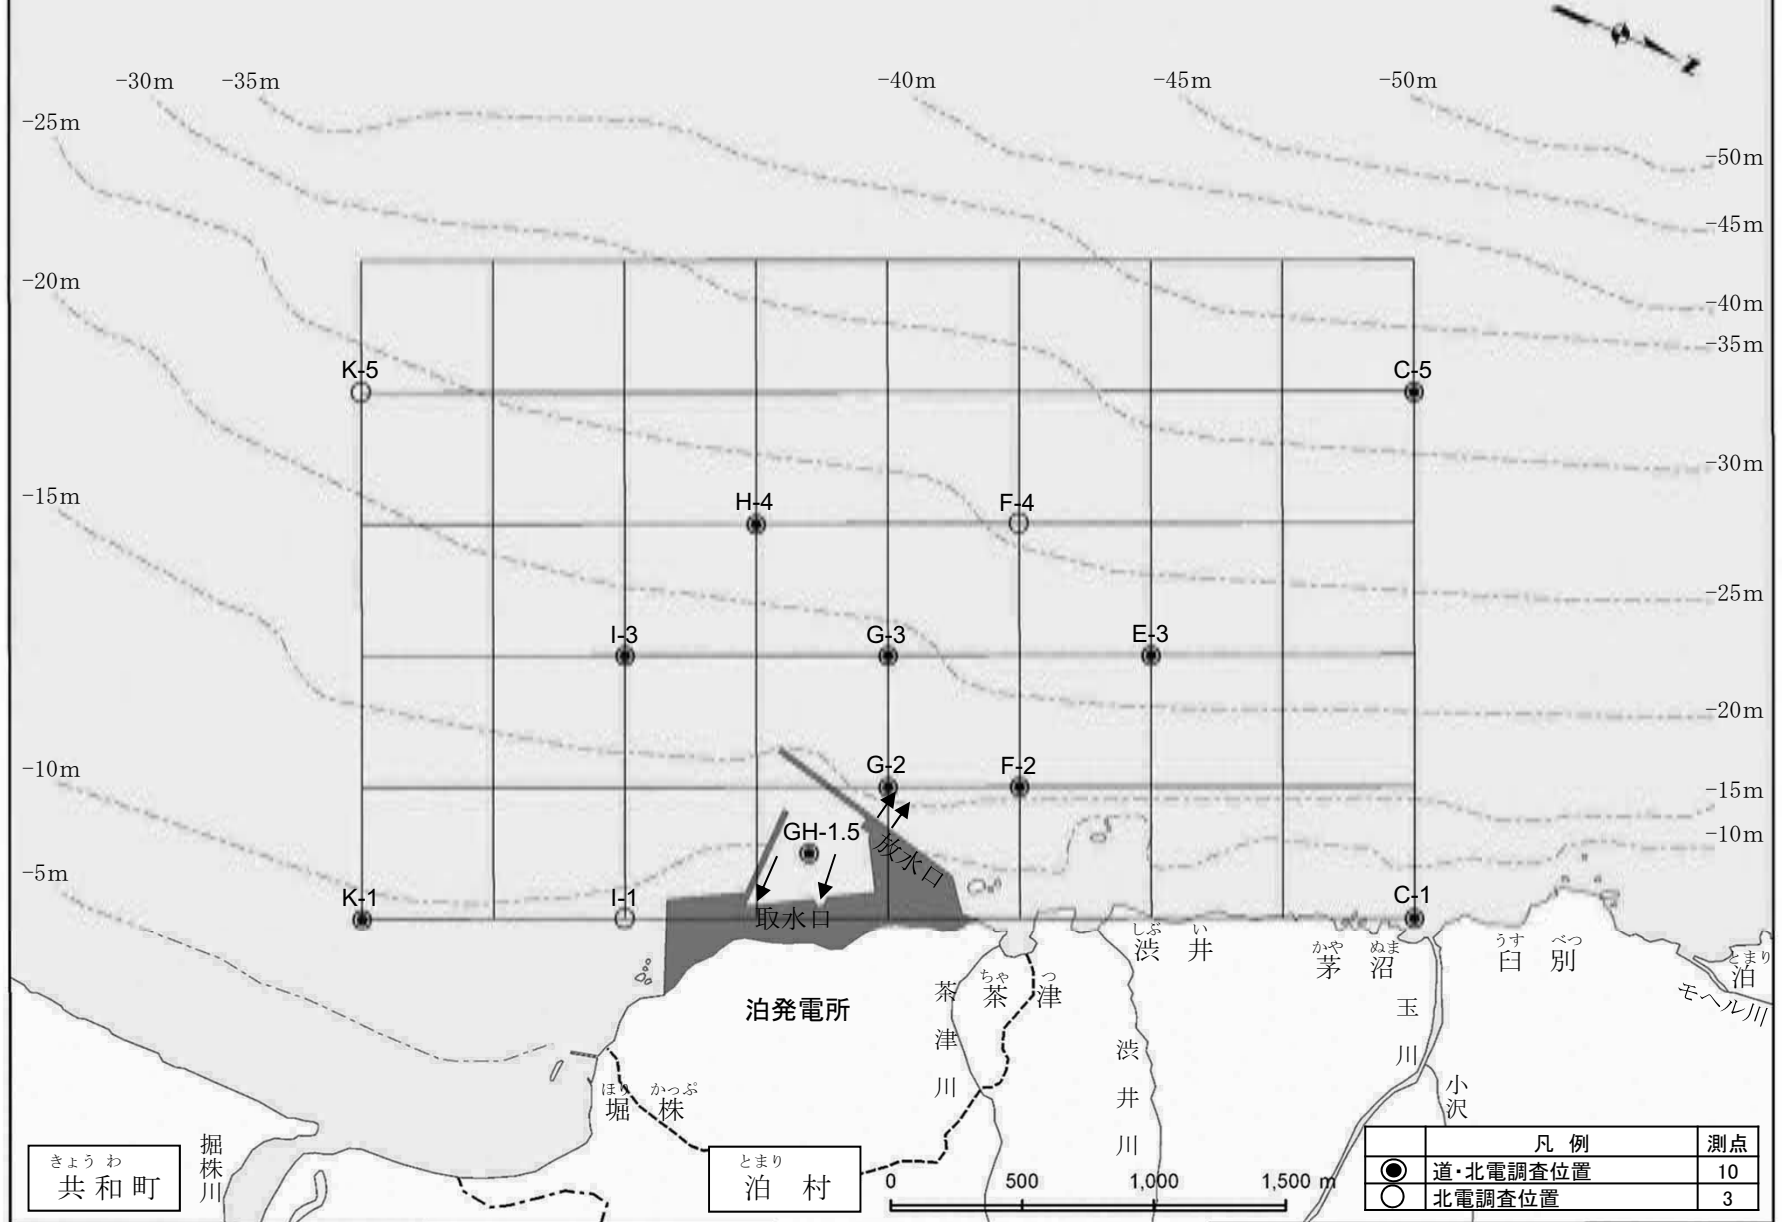 N
-30m
-35m
-40m
-45m
-50m
-25m
-50m
-45m
-20m
-40m
-35m
K-5
C-5
-30m
-15m
H-4
F-4
-25m
I-3
G-3
E-3
-20m
-10m
G-2
F-2
-15m
GH-1.5
-10m
放水口
-5m
K-1
I-1
取水口
C-1
しぶ い
渋 井
かや ぬま
茅 沼
うす べつ
臼 別
とまり
泊
モヘル川
ちゃ つ
茶 津
泊発電所
茶津川
渋井川
玉川
小沢
ほり かっぷ
堀 株
掘株川
きょう わ
共和町
とまり
泊 村
0 500 1,000 1,500 m
凡 例 測点
道・北電調査位置 10
北電調査位置 3